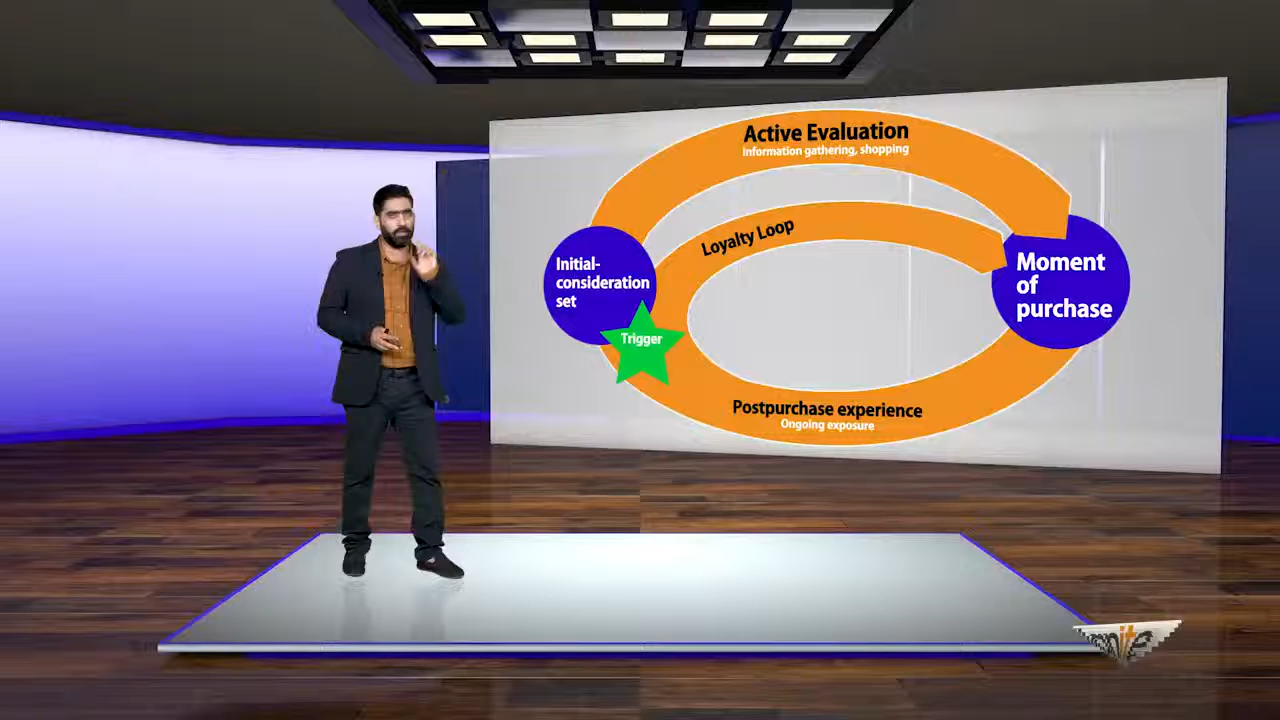 Active Evaluation
Information gathering, shopping
Loyalty Loop
Initial-
consideration
set
Moment
of
purchase
Trigger
Postpurchase experience
Ongoing exposure